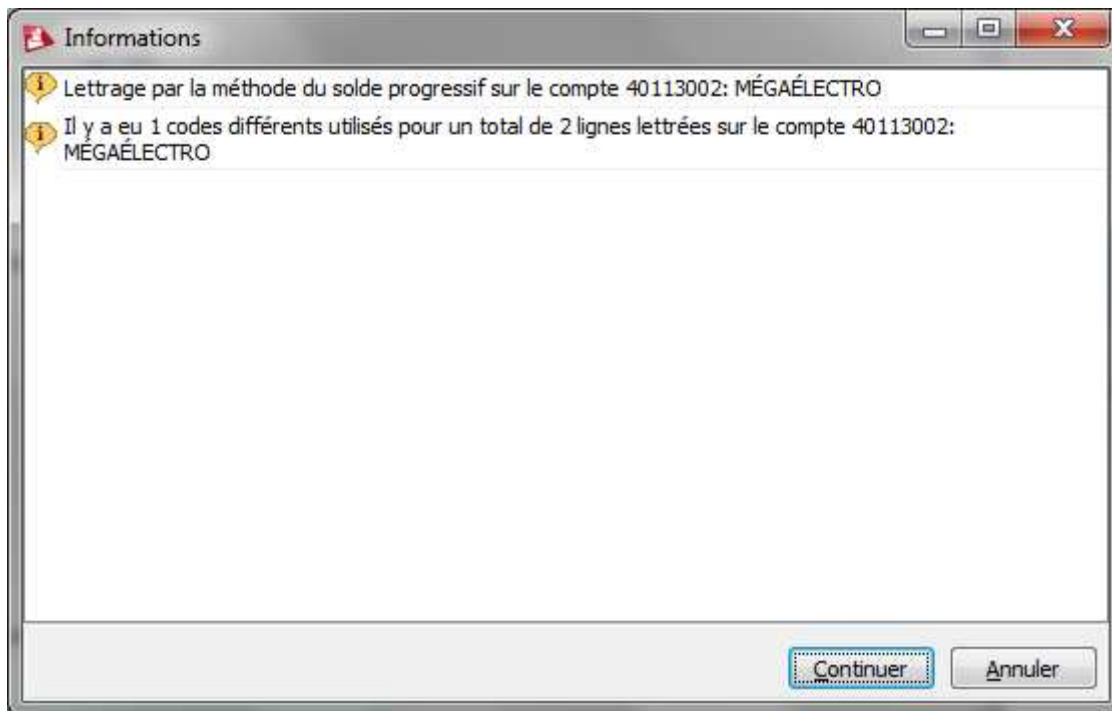 Informations
Lettrage par la méthode du solde progressif sur le compte 40113002: MÉGAÉLECTRO
Il y a eu 1 codes différents utilisés pour un total de 2 lignes lettrées sur le compte 40113002:
MÉGAÉLECTRO
Continuer
Annuler